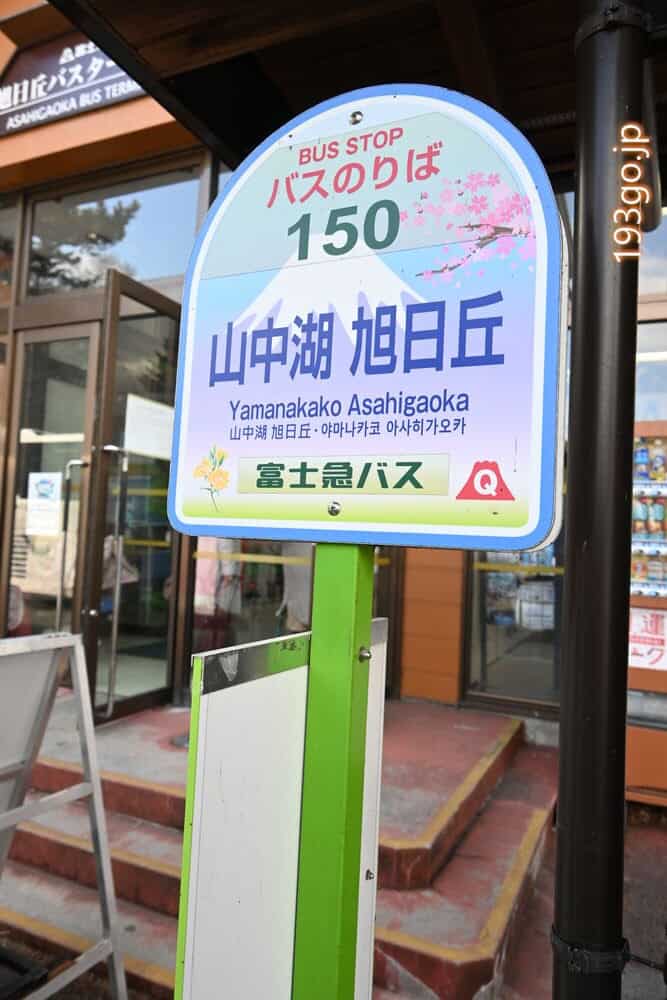 旭日丘バスター
ASAHIGAOKA BUS TERM
BUS STOP
バスのりば
150
山中湖 旭日丘
Yamanakako Asahigaoka
山中湖 旭日丘・야마나카코 아사히가오카
富士急バス
Q
193go.jp
運